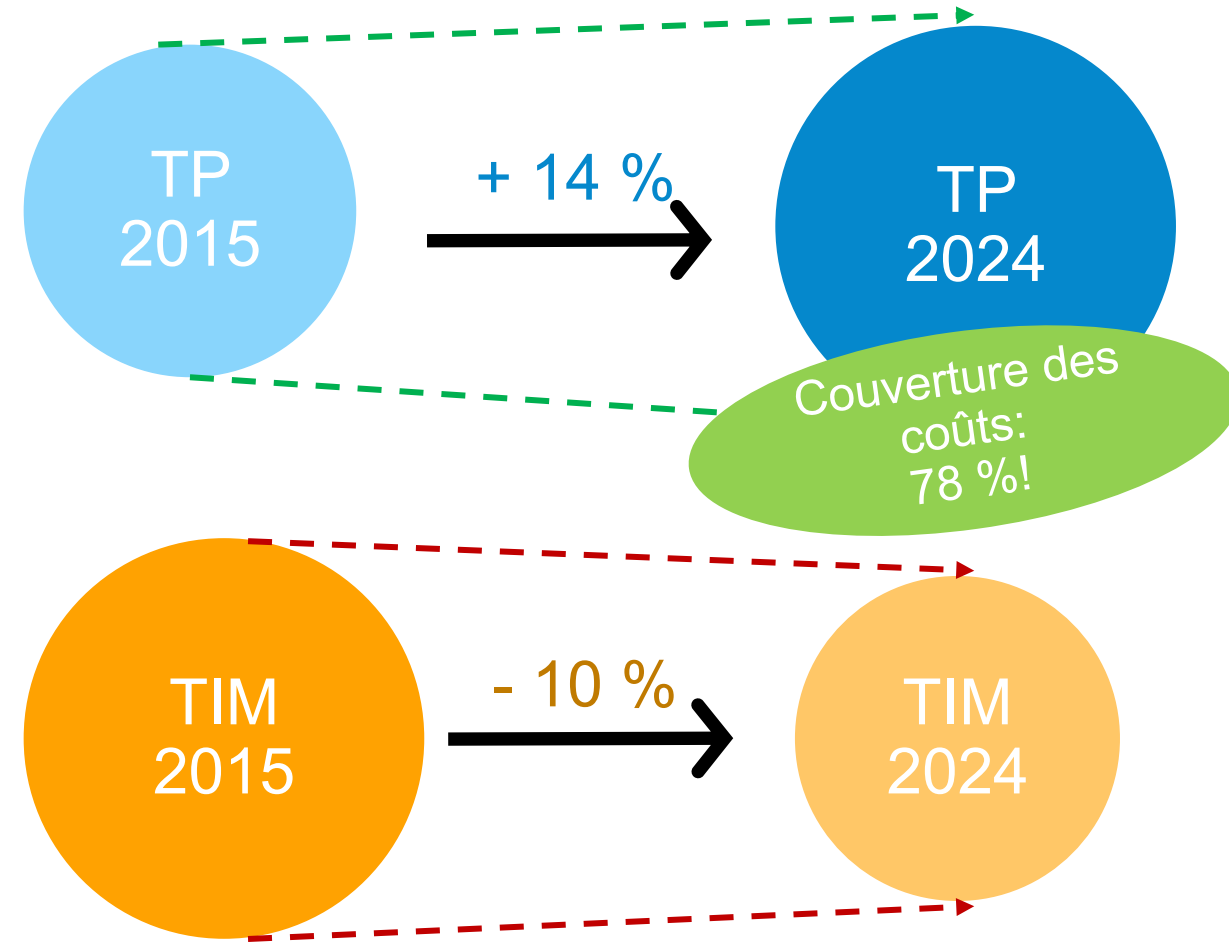 TP
2015
+ 14 %
TP
2024
Couverture des
coûts:
78 %!
TIM
2015
- 10 %
TIM
2024